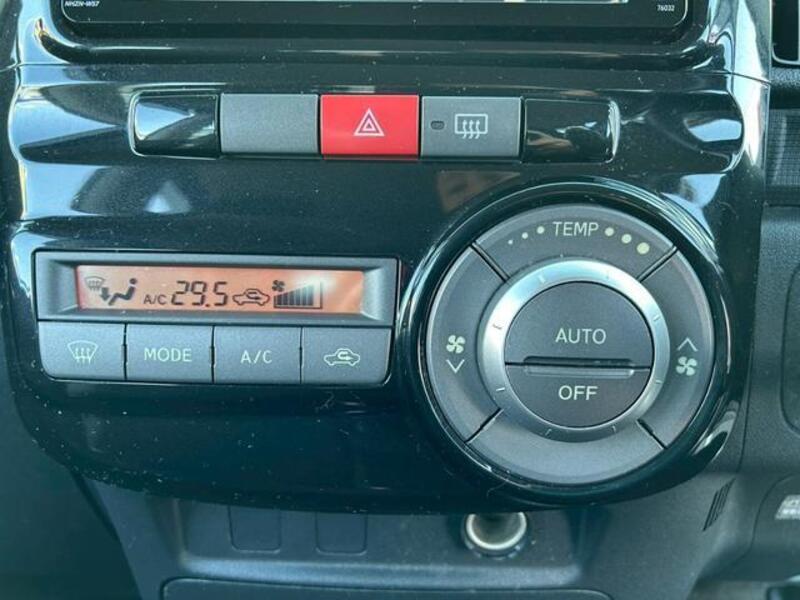 NHZN-W57
76032
TEMP
A/C 29.5
AUTO
MODE
A/C
OFF